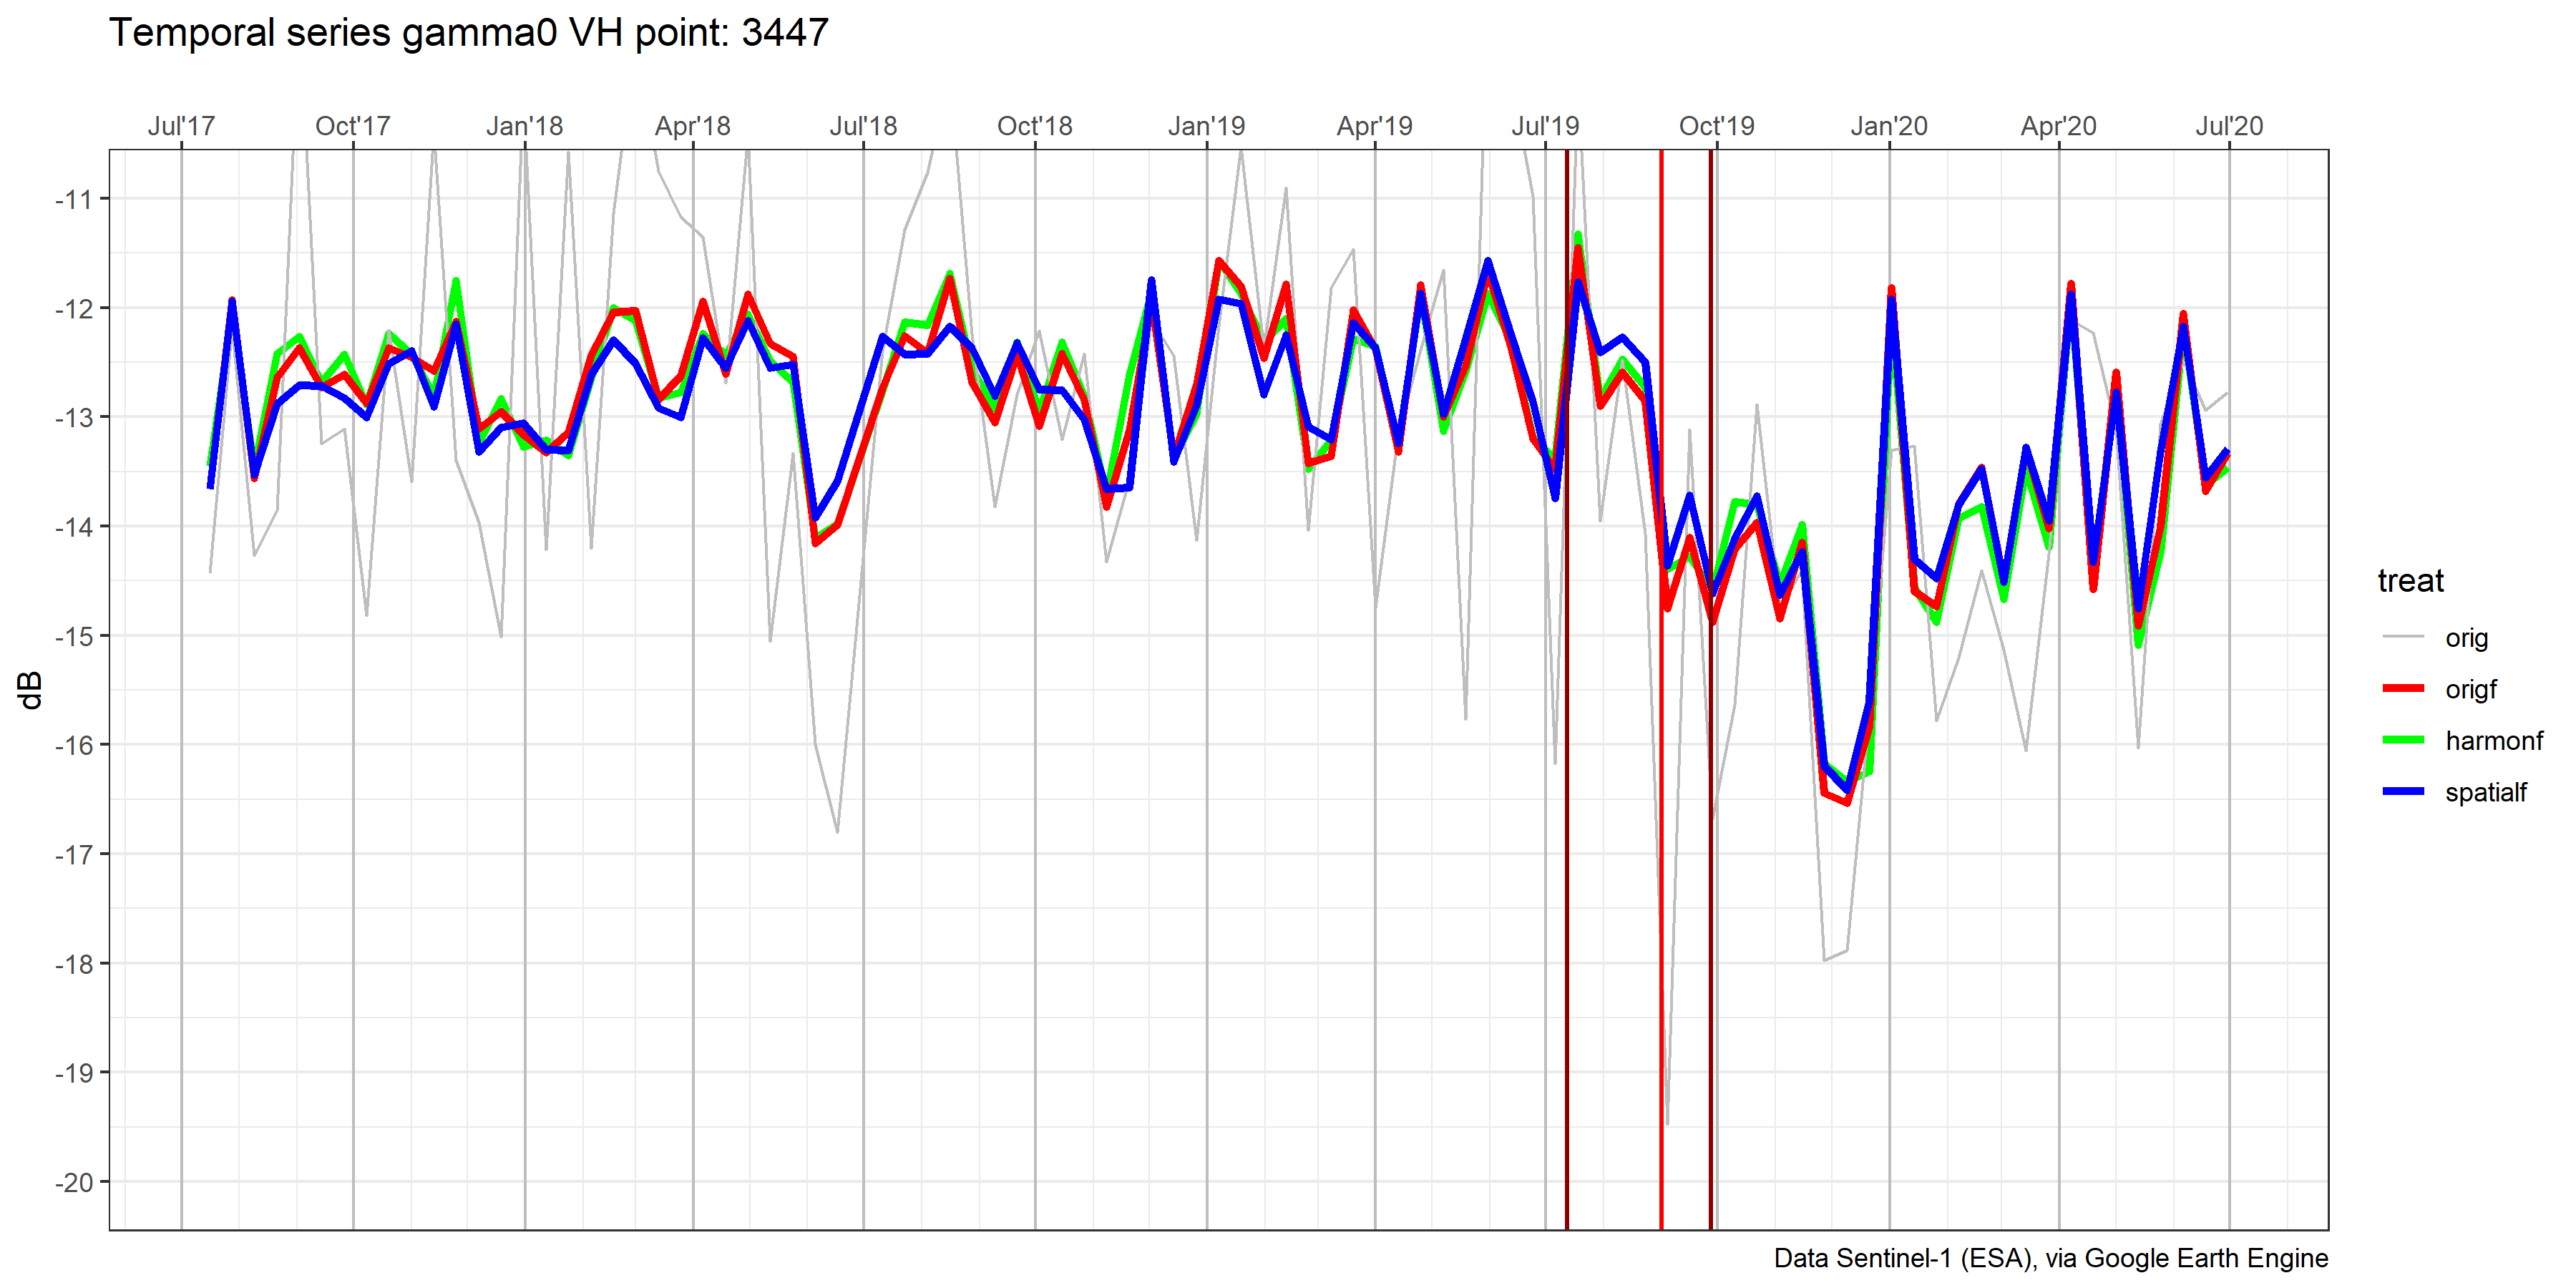 Temporal series gamma0 VH point: 3447
Jul'17 Oct'17 Jan'18 Apr'18 Jul'18 Oct'18 Jan'19 Apr'19 Jul'19 Oct'19 Jan'20 Apr'20 Jul'20
-11
-12
-13
-14
-15
-16
-17
-18
-19
-20
dB
treat
orig
origf
harmonf
spatialf
Data Sentinel-1 (ESA), via Google Earth Engine